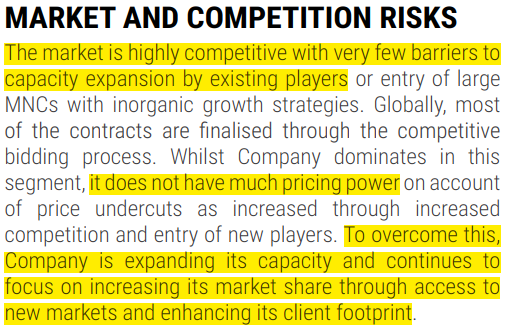 MARKET AND COMPETITION RISKS
The market is highly competitive with very few barriers to
capacity expansion by existing players or entry of large
MNCs with inorganic growth strategies. Globally, most
of the contracts are finalised through the competitive
bidding process. Whilst Company dominates in this
segment, it does not have much pricing power on account
of price undercuts as increased through increased
competition and entry of new players. To overcome this,
Company is expanding its capacity and continues to
focus on increasing its market share through access to
new markets and enhancing its client footprint.